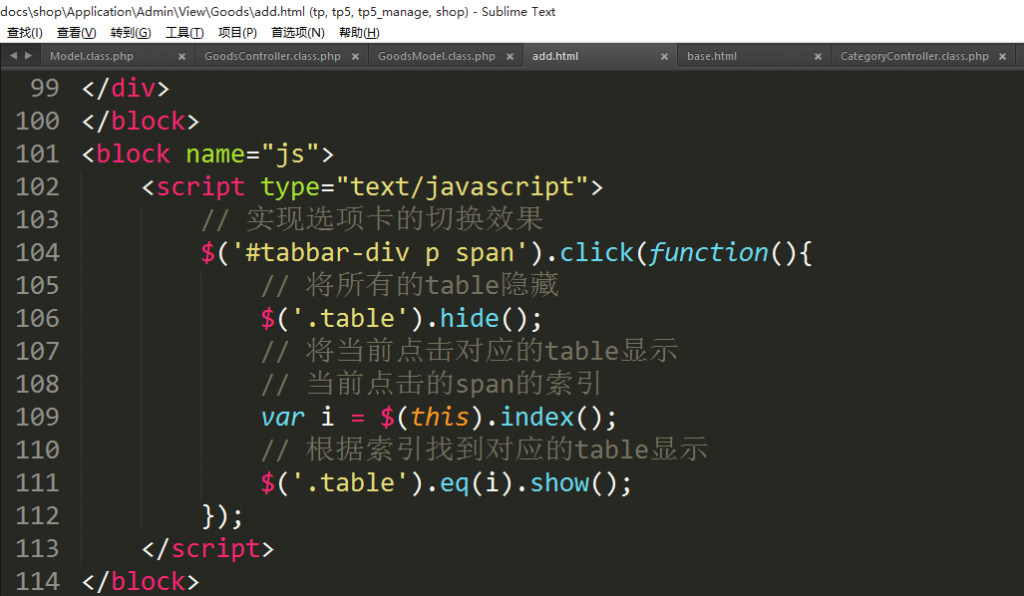 docs\shop\Application\Admin\View\Goods\add.html (tp, tp5, tp5_manage, shop) - Sublime Text
查找(I) 查看(V) 转到(G) 工具(T) 项目(P) 首选项(N) 帮助(H)
Model.class.php × GoodsController.class.php × GoodsModel.class.php × add.html × base.html × CategoryController.class.php ×
99 </div>
100 </block>
101 <block name="js">
102 <script type="text/javascript">
103 // 实现选项卡的切换效果
104 $('#tabbar-div p span').click(function(){
105 // 将所有的table隐藏
106 $('.table').hide();
107 // 将当前点击对应的table显示
108 // 当前点击的span的索引
109 var i = $(this).index();
110 // 根据索引找到对应的table显示
111 $('.table').eq(i).show();
112 });
113 </script>
114 </block>